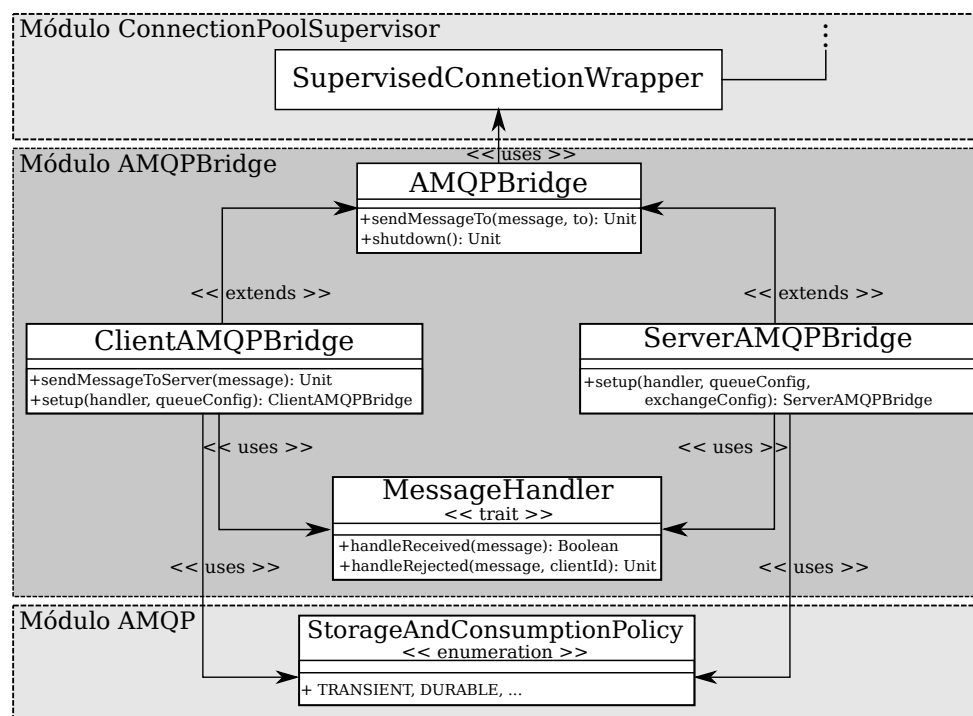 Módulo ConnectionPoolSupervisor
SupervisedConnetionWrapper
<< uses >>
Módulo AMQPBridge
AMQPBridge
+sendMessageTo(message, to): Unit
+shutdown(): Unit
<< extends >>
<< extends >>
ClientAMQPBridge
+sendMessageToServer(message): Unit
+setup(handler, queueConfig): ClientAMQPBridge
ServerAMQPBridge
+setup(handler, queueConfig,
exchangeConfig): ServerAMQPBridge
<< uses >>
<< uses >>
MessageHandler
<< trait >>
+handleReceived(message): Boolean
+handleRejected(message, clientId): Unit
<< uses >>
<< uses >>
Módulo AMQP
StorageAndConsumptionPolicy
<< enumeration >>
+ TRANSIENT, DURABLE, ...